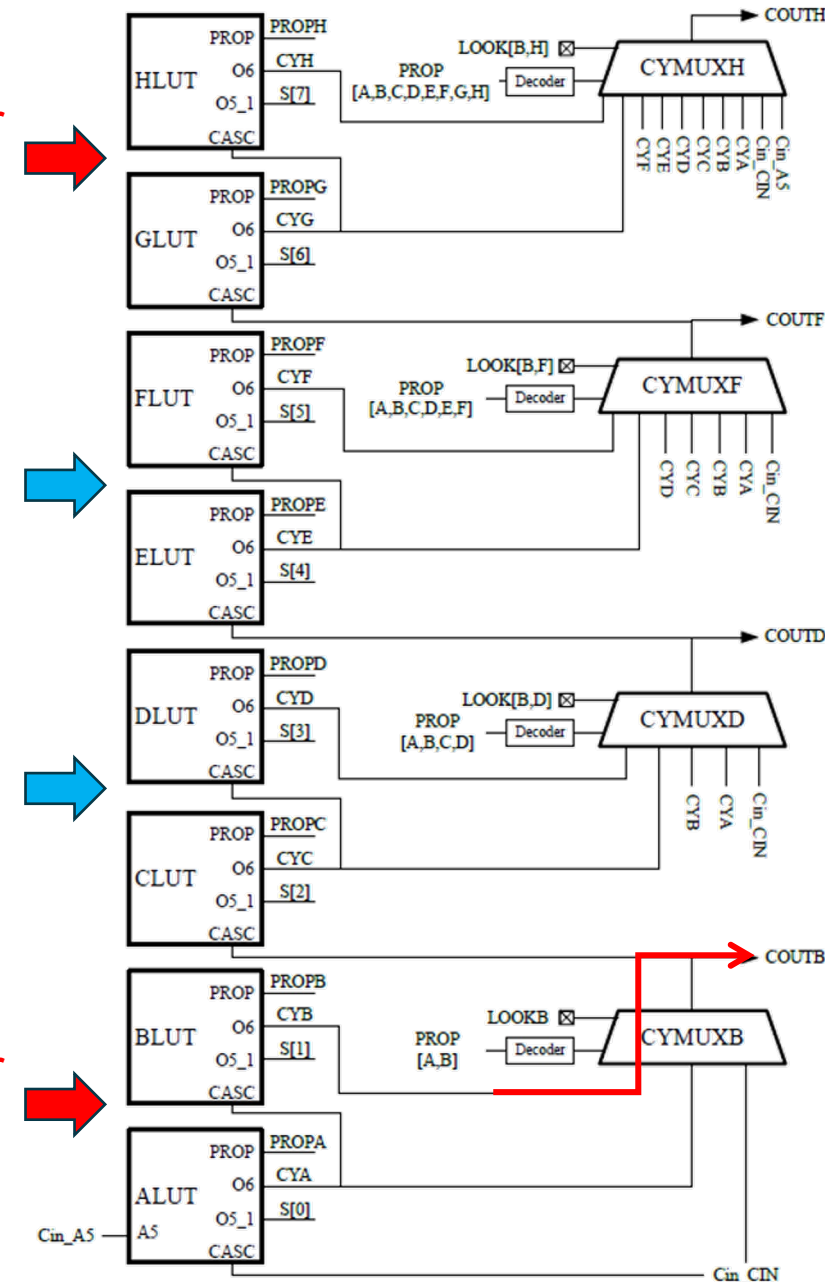 COUTH
PROPH
PROP
LOOK[B,H]
CYMUXH
HLUT
O6
CYH
PROP
[A,B,C,D,E,F,G,H]
Decoder
O5_1
S[7]
CASC
CYF
CYE
CYD
CYC
CYB
CYA
Cin_CIN
Cin_A5
PROPG
PROP
GLUT
O6
CYG
O5_1
S[6]
CASC
COUTF
PROPF
PROP
LOOK[B,F]
CYMUXF
FLUT
O6
CYF
PROP
[A,B,C,D,E,F]
Decoder
O5_1
S[5]
CASC
CYD
CYC
CYB
CYA
Cin_CIN
PROPE
PROP
ELUT
O6
CYE
O5_1
S[4]
CASC
COUTD
PROPD
PROP
LOOK[B,D]
CYMUXD
DLUT
O6
CYD
PROP
[A,B,C,D]
Decoder
O5_1
S[3]
CASC
CYB
CYA
Cin_CIN
PROPC
PROP
CLUT
O6
CYC
O5_1
S[2]
CASC
COUTB
PROPB
PROP
LOOKB
CYMUXB
BLUT
O6
CYB
PROP
[A,B]
Decoder
O5_1
S[1]
CASC
PROPA
PROP
ALUT
O6
CYA
O5_1
S[0]
Cin_A5
A5
CASC
Cin_CIN